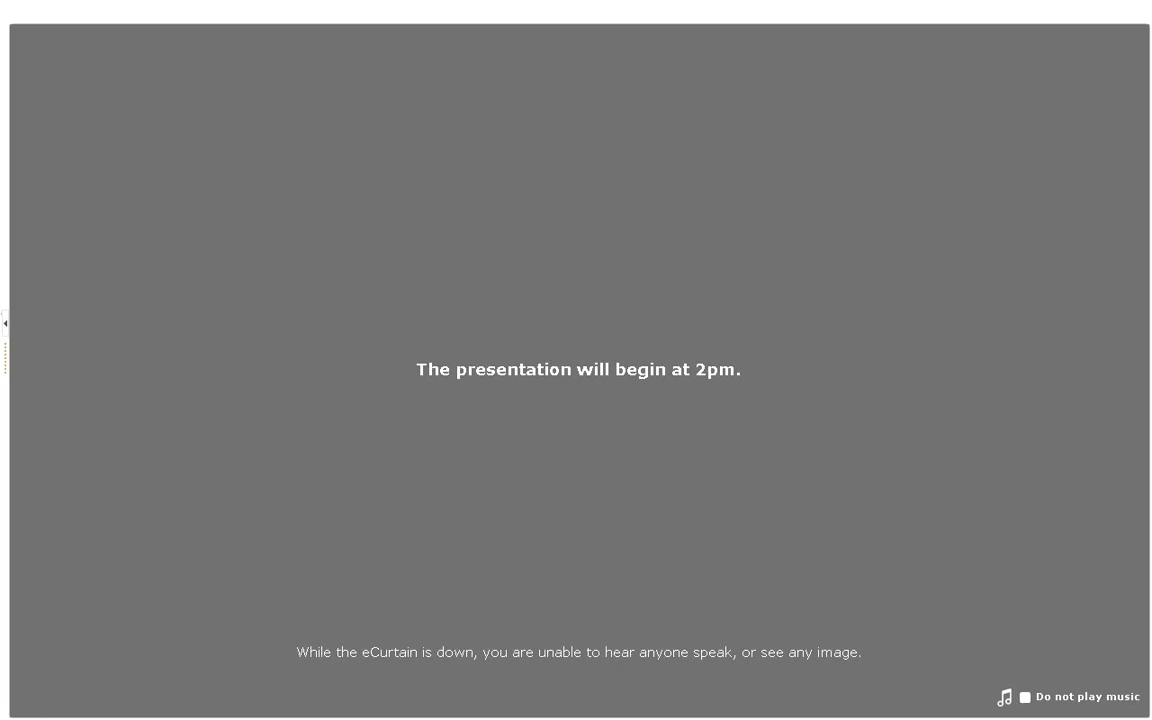 The presentation will begin at 2pm.
While the eCurtain is down, you are unable to hear anyone speak, or see any image.
Do not play music